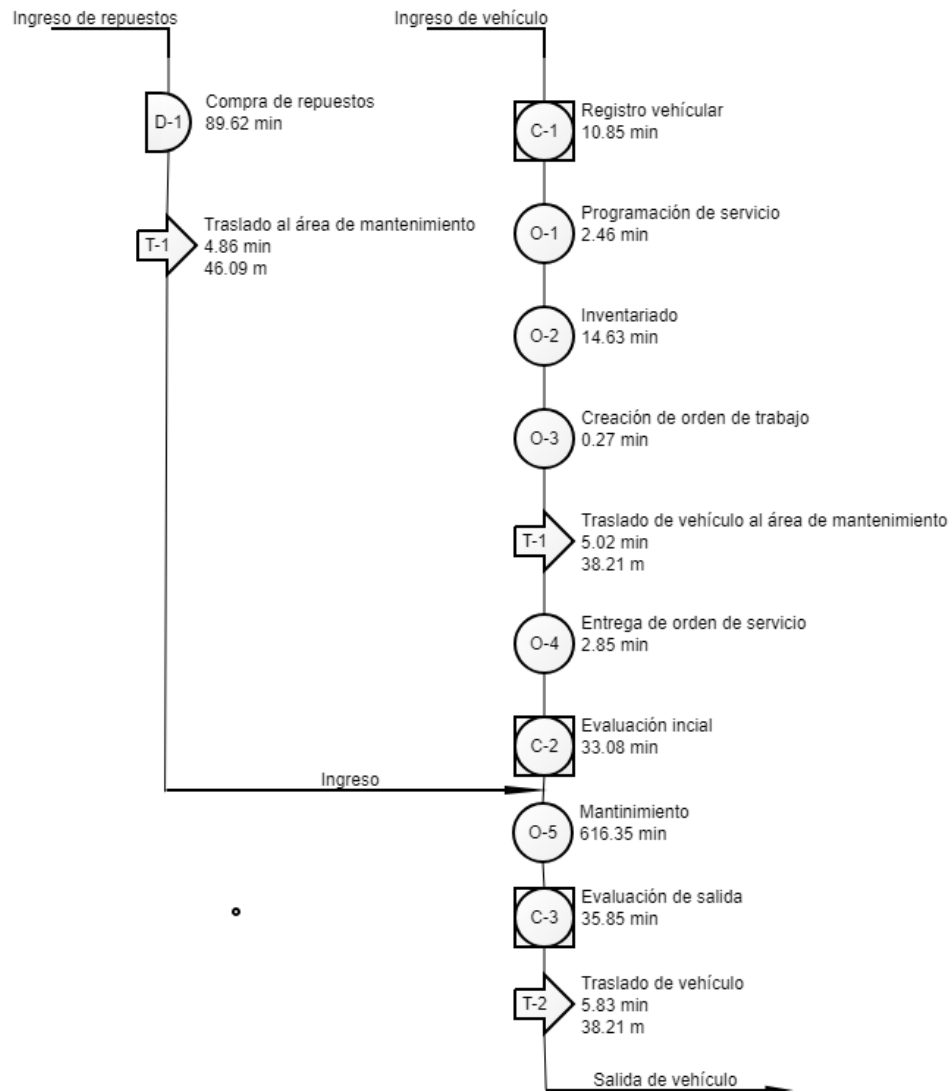 Ingreso de repuestos
D-1
Compra de repuestos
89.62 min
T-1
Traslado al área de mantenimiento
4.86 min
46.09 m
Ingreso
Ingreso de vehículo
C-1
Registro vehícular
10.85 min
O-1
Programación de servicio
2.46 min
O-2
Inventariado
14.63 min
O-3
Creación de orden de trabajo
0.27 min
T-1
Traslado de vehículo al área de mantenimiento
5.02 min
38.21 m
O-4
Entrega de orden de servicio
2.85 min
C-2
Evaluación incial
33.08 min
O-5
Mantinimiento
616.35 min
C-3
Evaluación de salida
35.85 min
T-2
Traslado de vehículo
5.83 min
38.21 m
Salida de vehículo